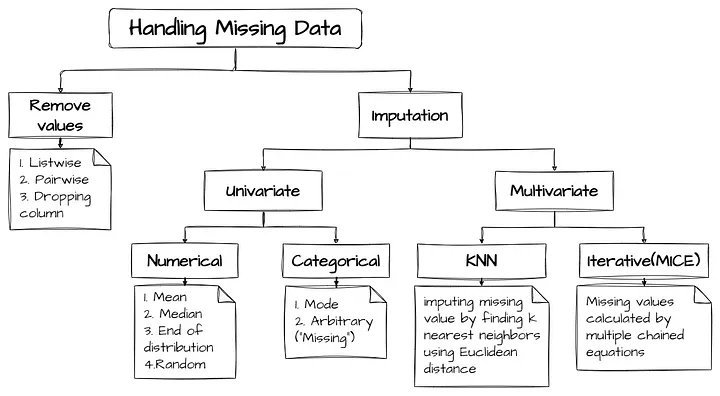 Handling Missing Data
Remove
values
Imputation
1. Listwise
2. Pairwise
3. Dropping
column
Univariate
Multivariate
Numerical
Categorical
KNN
Iterative(MICE)
1. Mean
2. Median
3. End of
distribution
4.Random
1. Mode
2. Arbitrary
("Missing")
imputing missing
value by finding k
nearest neighbors
using Euclidean
distance
Missing values
calculated by
multiple chained
equations